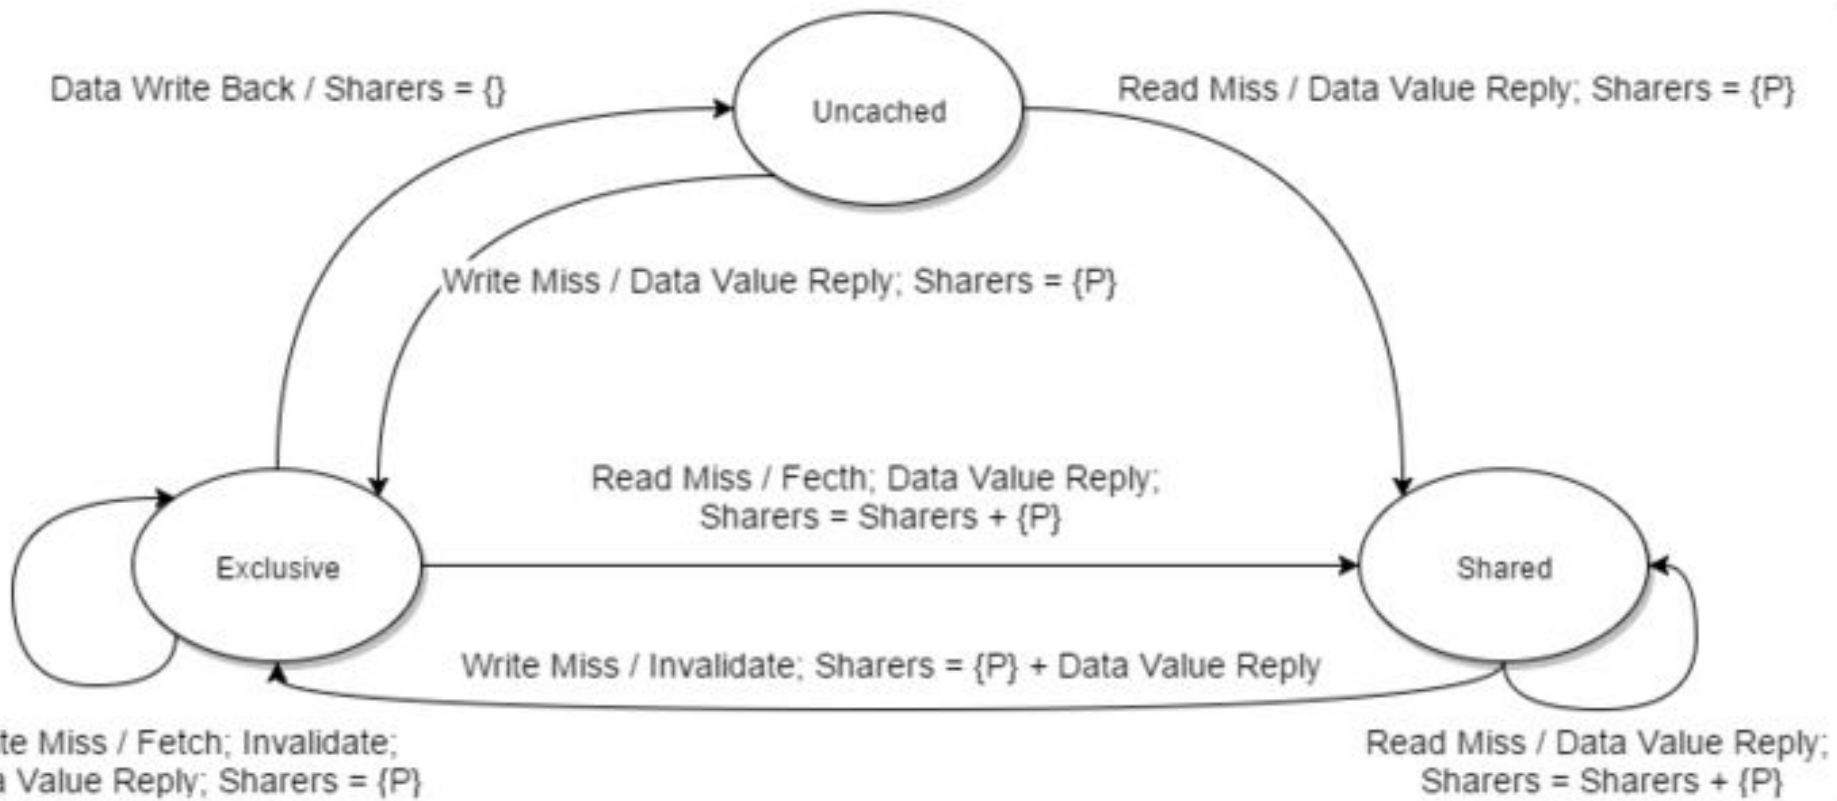 Uncached
Data Write Back / Sharers = {}
Read Miss / Data Value Reply; Sharers = {P}
Write Miss / Data Value Reply; Sharers = {P}
Read Miss / Fecth; Data Value Reply;
Sharers = Sharers + {P}
Exclusive
Shared
Write Miss / Invalidate; Sharers = {P} + Data Value Reply
te Miss / Fetch; Invalidate;
a Value Reply; Sharers = {P}
Read Miss / Data Value Reply;
Sharers = Sharers + {P}